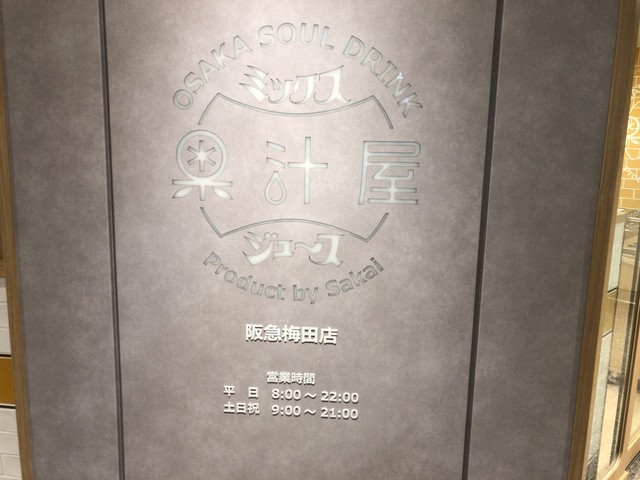 OSAKA SOUL DRINK
ミックス
果汁屋
ジュース
Product by Sakai
阪急梅田店
営業時間
平　日　8:00～22:00
土日祝　9:00～21:00